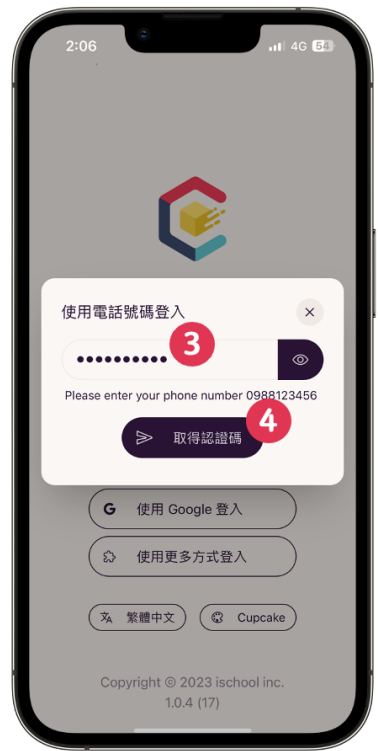 2:06
4G 54
使用電話號碼登入
3
Please enter your phone number 0988123456
4
取得認證碼
G 使用 Google 登入
使用更多方式登入
繁體中文
Cupcake
Copyright © 2023 ischool inc.
1.0.4 (17)